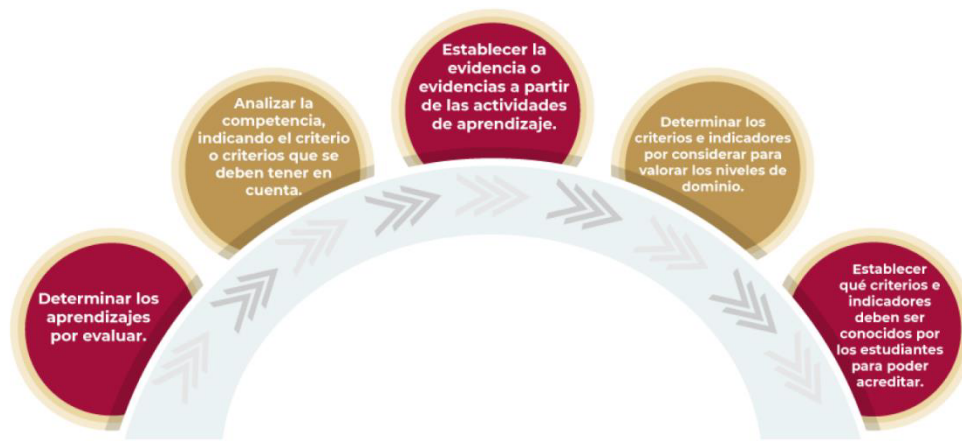 Determinar los
aprendizajes
por evaluar.
Analizar la
competencia,
indicando el criterio
o criterios que se
deben tener en
cuenta.
Establecer la
evidencia o
evidencias a partir
de las actividades
de aprendizaje.
Determinar los
criterios e indicadores
por considerar para
valorar los niveles de
dominio.
Establecer
qué criterios e
indicadores
deben ser
conocidos por
los estudiantes
para poder
acreditar.